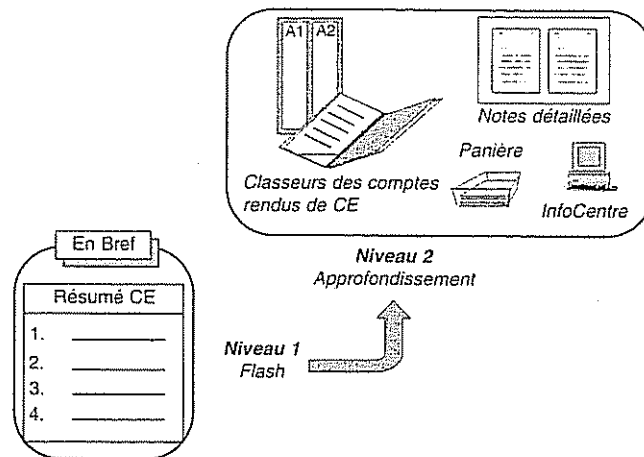 A1 A2
Notes détaillées
Panière
Classeurs des comptes
rendus de CE
InfoCentre
Niveau 2
Approfondissement
En Bref
Résumé CE
1.
2.
3.
4.
Niveau 1
Flash